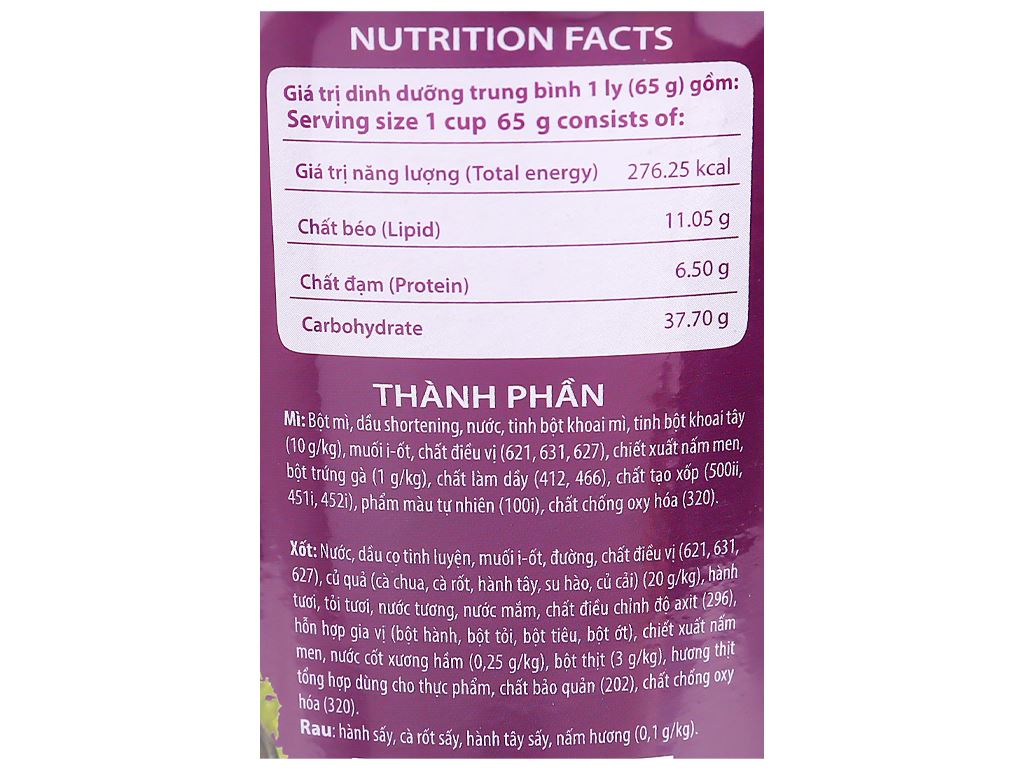 NUTRITION FACTS
Giá trị dinh dưỡng trung bình 1 ly (65 g) gồm:
Serving size 1 cup 65 g consists of:
Giá trị năng lượng (Total energy) 276.25 kcal
Chất béo (Lipid) 11.05 g
Chất đạm (Protein) 6.50 g
Carbohydrate 37.70 g
THÀNH PHẦN
Mì: Bột mì, dầu shortening, nước, tinh bột khoai mì, tinh bột khoai tây
(10 g/kg), muối i-ốt, chất điều vị (621, 631, 627), chiết xuất nấm men,
bột trứng gà (1 g/kg), chất làm dầy (412, 466), chất tạo xốp (500ii,
451i, 452i), phẩm màu tự nhiên (100i), chất chống oxy hóa (320).
Xốt: Nước, dầu cọ tinh luyện, muối i-ốt, đường, chất điều vị (621, 631,
627), củ quả (cà chua, cà rốt, hành tây, su hào, củ cải) (20 g/kg), hành
tươi, tỏi tươi, nước tương, nước mắm, chất điều chỉnh độ axit (296),
hỗn hợp gia vị (bột hành, bột tỏi, bột tiêu, bột ớt), chiết xuất nấm
men, nước cốt xương hầm (0,25 g/kg), bột thịt (3 g/kg), hương thịt
tổng hợp dùng cho thực phẩm, chất bảo quản (202), chất chống oxy
hóa (320).
Rau: hành sấy, cà rốt sấy, hành tây sấy, nấm hương (0,1 g/kg).